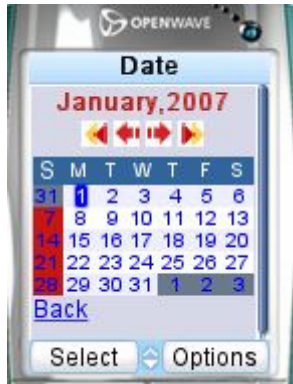 OPENWAVE
Date
January,2007
S M T W T F S
31 1 2 3 4 5 6
7 8 9 10 11 12 13
14 15 16 17 18 19 20
21 22 23 24 25 26 27
28 29 30 31 1 2 3
Back
Select Options